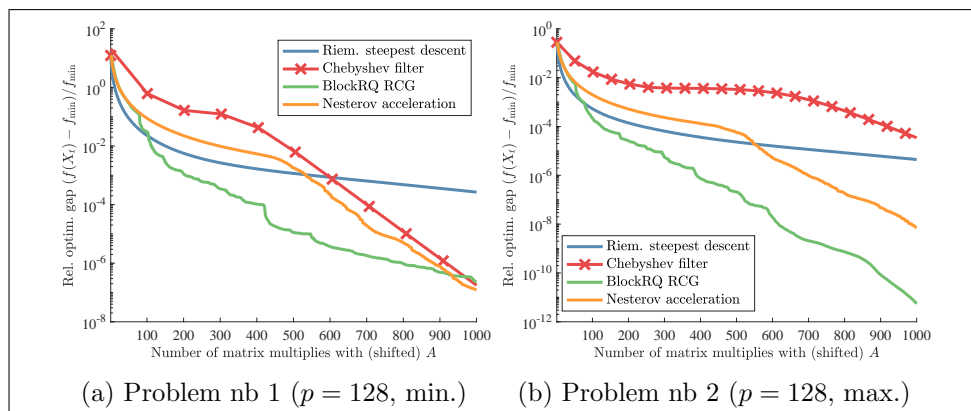 Rel. optim. gap (f(X_t) − f_min)/f_min
10^2
10^0
10^-2
10^-4
10^-6
10^-8
Riem. steepest descent
Chebyshev filter
BlockRQ RCG
Nesterov acceleration
100 200 300 400 500 600 700 800 900 1000
Number of matrix multiplies with (shifted) A
(a) Problem nb 1 (p = 128, min.)
Rel. optim. gap (f(X_t) − f_min)/f_min
10^0
10^-2
10^-4
10^-6
10^-8
10^-10
10^-12
Riem. steepest descent
Chebyshev filter
BlockRQ RCG
Nesterov acceleration
100 200 300 400 500 600 700 800 900 1000
Number of matrix multiplies with (shifted) A
(b) Problem nb 2 (p = 128, max.)